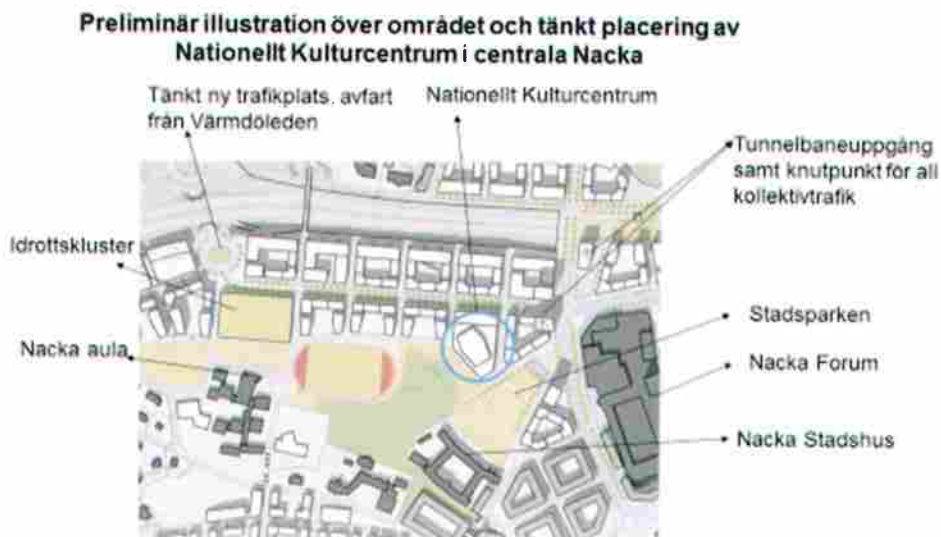 Preliminär illustration över området och tänkt placering av
Nationellt Kulturcentrum i centrala Nacka
Tänkt ny trafikplats, avfart
från Värmdöleden
Nationellt Kulturcentrum
Tunnelbaneuppgång
samt knutpunkt för all
kollektivtrafik
Idrottskluster
Stadsparken
Nacka aula
Nacka Forum
Nacka Stadshus